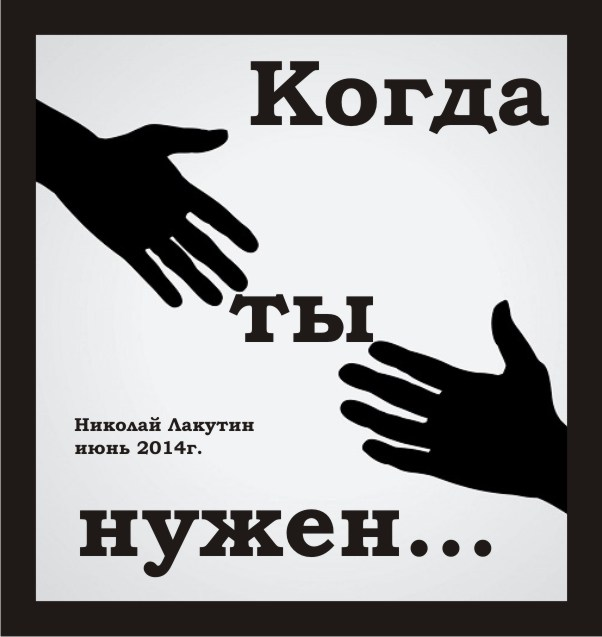 Когда
ты
Николай Лакутин
июнь 2014г.
нужен...